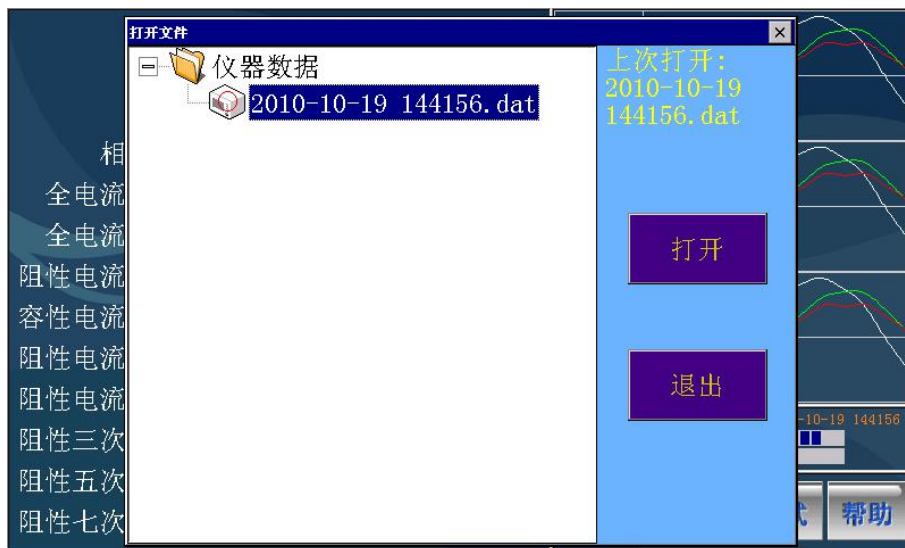 打开文件
仪器数据
2010-10-19 144156.dat
上次打开:
2010-10-19
144156.dat
打开
退出
相
全电流
全电流
阻性电流
容性电流
阻性电流
阻性电流
阻性三次
阻性五次
阻性七次
-10-19 144156
帮助